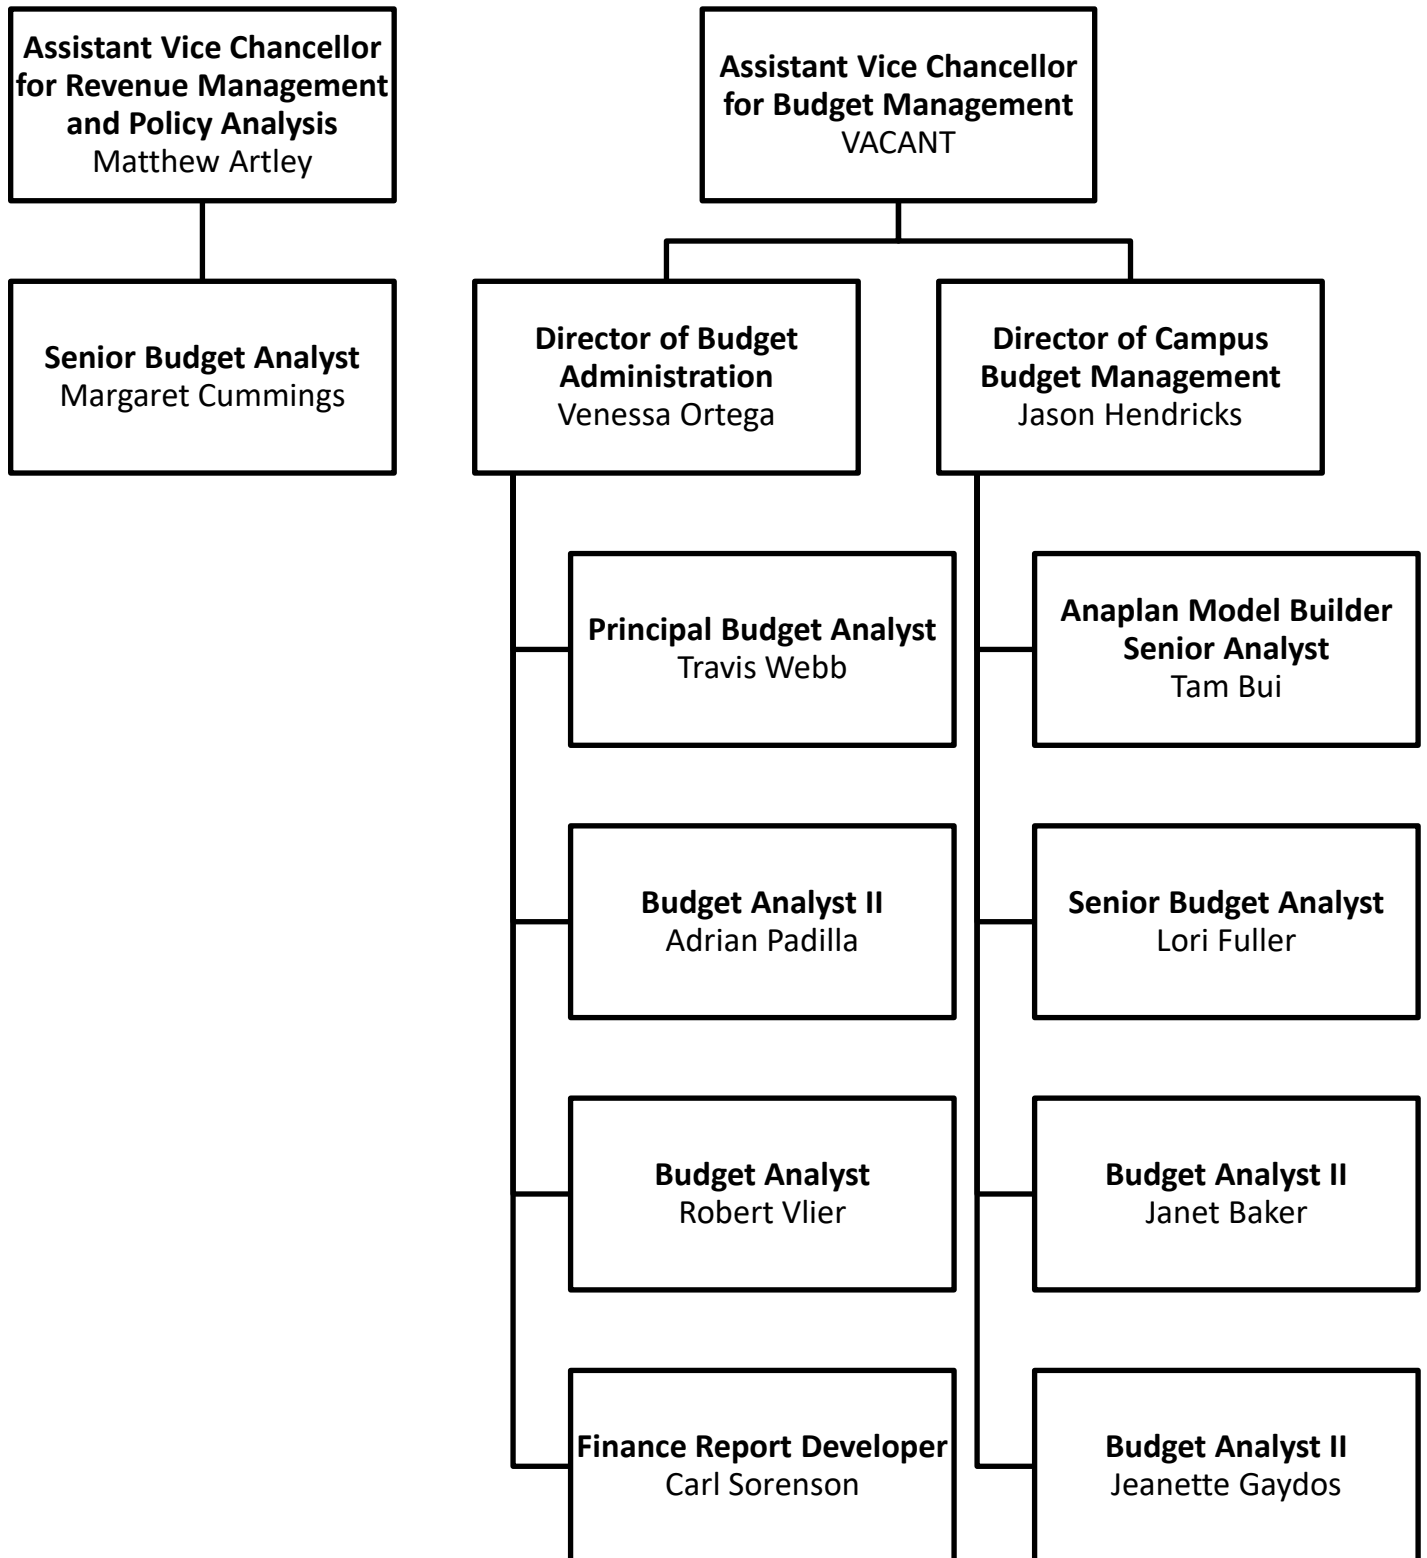 Assistant Vice Chancellor
for Revenue Management
and Policy Analysis
Matthew Artley
Assistant Vice Chancellor
for Budget Management
VACANT
Senior Budget Analyst
Margaret Cummings
Director of Budget
Administration
Venessa Ortega
Director of Campus
Budget Management
Jason Hendricks
Principal Budget Analyst
Travis Webb
Anaplan Model Builder
Senior Analyst
Tam Bui
Budget Analyst II
Adrian Padilla
Senior Budget Analyst
Lori Fuller
Budget Analyst
Robert Vlier
Budget Analyst II
Janet Baker
Finance Report Developer
Carl Sorenson
Budget Analyst II
Jeanette Gaydos